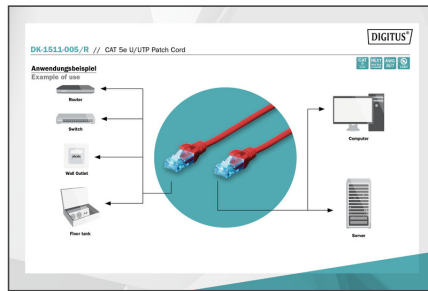 DIGITUS®
DK-1511-005/R // CAT 5e U/UTP Patch Cord
Anwendungsbeispiel
Example of use
Router
Switch
Wall Outlet
Floor tank
Computer
Server